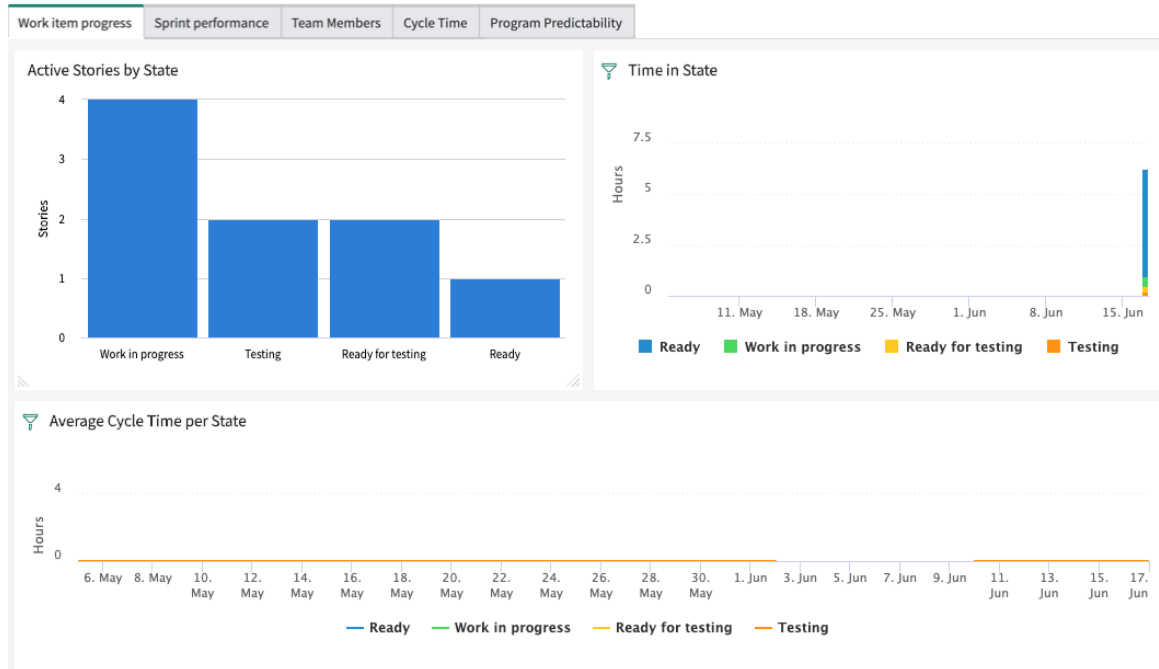 Work item progress Sprint performance Team Members Cycle Time Program Predictability
Active Stories by State
4
3
2
1
0
Stories
Work in progress Testing Ready for testing Ready
Time in State
7.5
5
2.5
0
Hours
11. May 18. May 25. May 1. Jun 8. Jun 15. Jun
Ready Work in progress Ready for testing Testing
Average Cycle Time per State
4
0
Hours
6. May 8. May 10. May 12. May 14. May 16. May 18. May 20. May 22. May 24. May 26. May 28. May 30. May 1. Jun 3. Jun 5. Jun 7. Jun 9. Jun 11. Jun 13. Jun 15. Jun 17. Jun
Ready Work in progress Ready for testing Testing